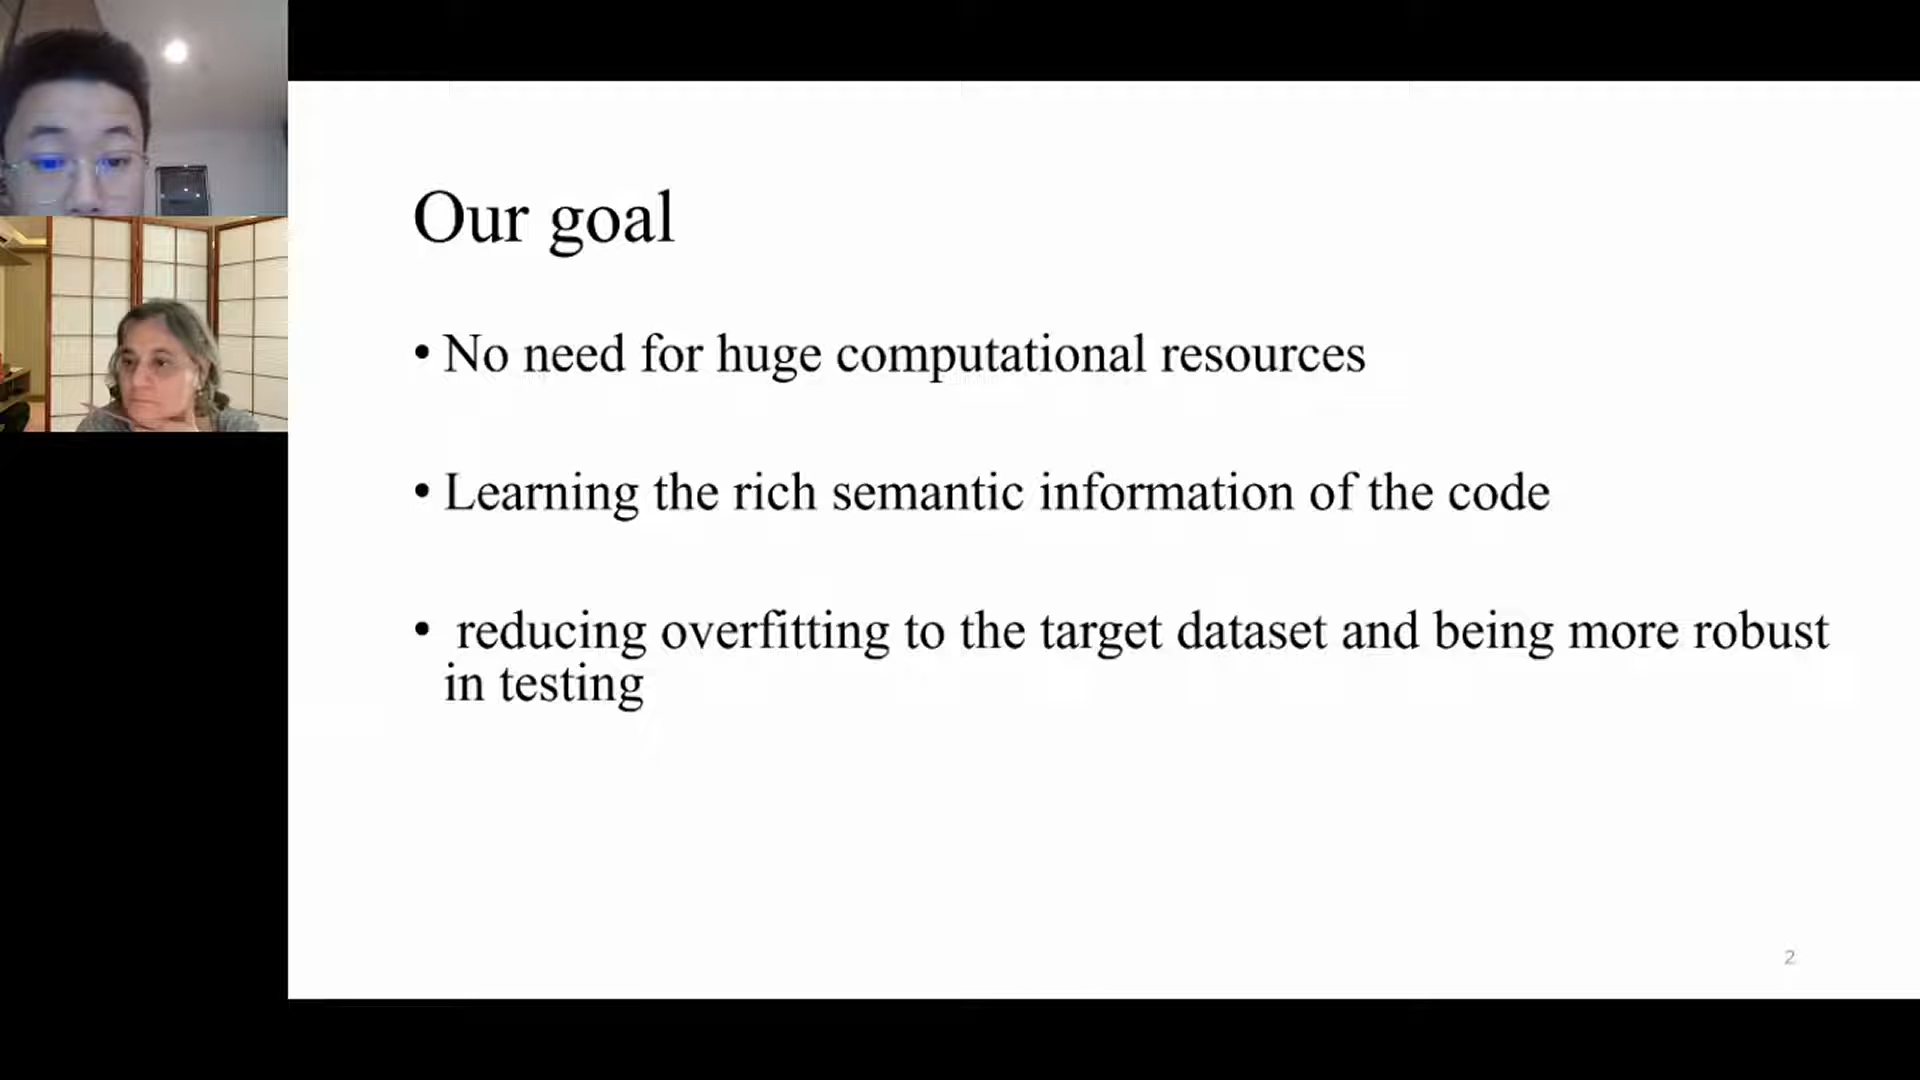 Our goal
• No need for huge computational resources
• Learning the rich semantic information of the code
• reducing overfitting to the target dataset and being more robust
in testing
2